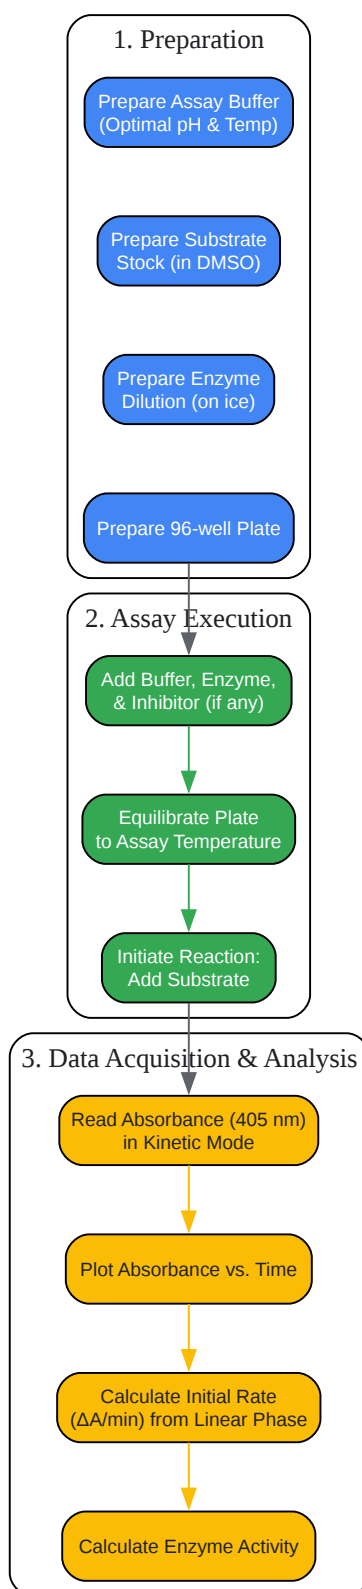 1. Preparation
Prepare Assay Buffer
(Optimal pH & Temp)
Prepare Substrate
Stock (in DMSO)
Prepare Enzyme
Dilution (on ice)
Prepare 96-well Plate
2. Assay Execution
Add Buffer, Enzyme,
& Inhibitor (if any)
Equilibrate Plate
to Assay Temperature
Initiate Reaction:
Add Substrate
3. Data Acquisition & Analysis
Read Absorbance (405 nm)
in Kinetic Mode
Plot Absorbance vs. Time
Calculate Initial Rate
(ΔA/min) from Linear Phase
Calculate Enzyme Activity